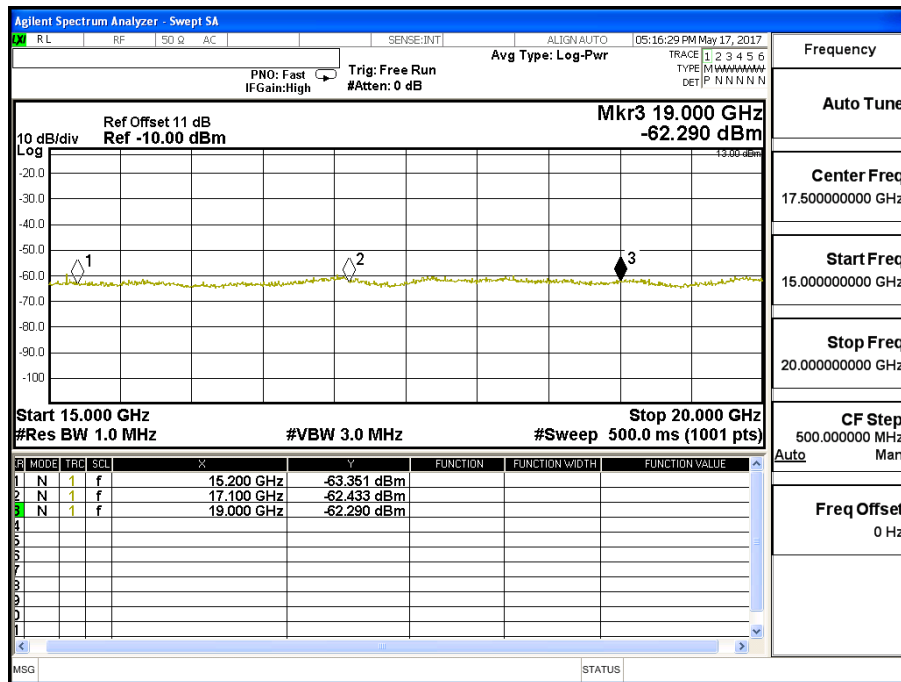 Agilent Spectrum Analyzer - Swept SA
LXI RL RF 50 Ω AC SENSE:INT ALIGNAUTO 05:16:29 PM May 17, 2017
Frequency
Avg Type: Log-Pwr TRACE 1 2 3 4 5 6
PNO: Fast Trig: Free Run TYPE M WWWWW
IFGain:High #Atten: 0 dB DET P N N N N N
Auto Tune
Ref Offset 11 dB Mkr3 19.000 GHz
10 dB/div Ref -10.00 dBm -62.290 dBm
Log
13.00 dBm
-20.0
-30.0
-40.0
-50.0
-60.0
-70.0
-80.0
-90.0
-100
1
2
3
Center Freq
17.500000000 GHz
Start Freq
15.000000000 GHz
Stop Freq
20.000000000 GHz
Start 15.000 GHz Stop 20.000 GHz
#Res BW 1.0 MHz #VBW 3.0 MHz #Sweep 500.0 ms (1001 pts)
CF Step
500.000000 MHz
Auto Man
MODE TRC SCL X Y FUNCTION FUNCTION WIDTH FUNCTION VALUE
1 N 1 f 15.200 GHz -63.351 dBm
2 N 1 f 17.100 GHz -62.433 dBm
3 N 1 f 19.000 GHz -62.290 dBm
4
5
6
7
8
9
0
1
Freq Offset
0 Hz
MSG STATUS